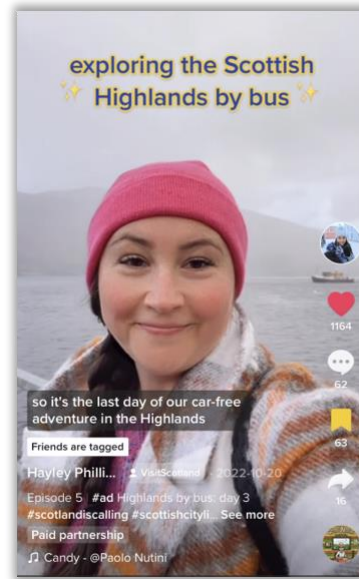 exploring the Scottish
Highlands by bus
1164
62
so it's the last day of our car-free
adventure in the Highlands
63
Friends are tagged
Hayley Philli... VisitScotland · 2022-10-20
16
Episode 5 #ad Highlands by bus: day 3
#scotlandiscalling #scottishcityli... See more
Paid partnership
Candy - @Paolo Nutini